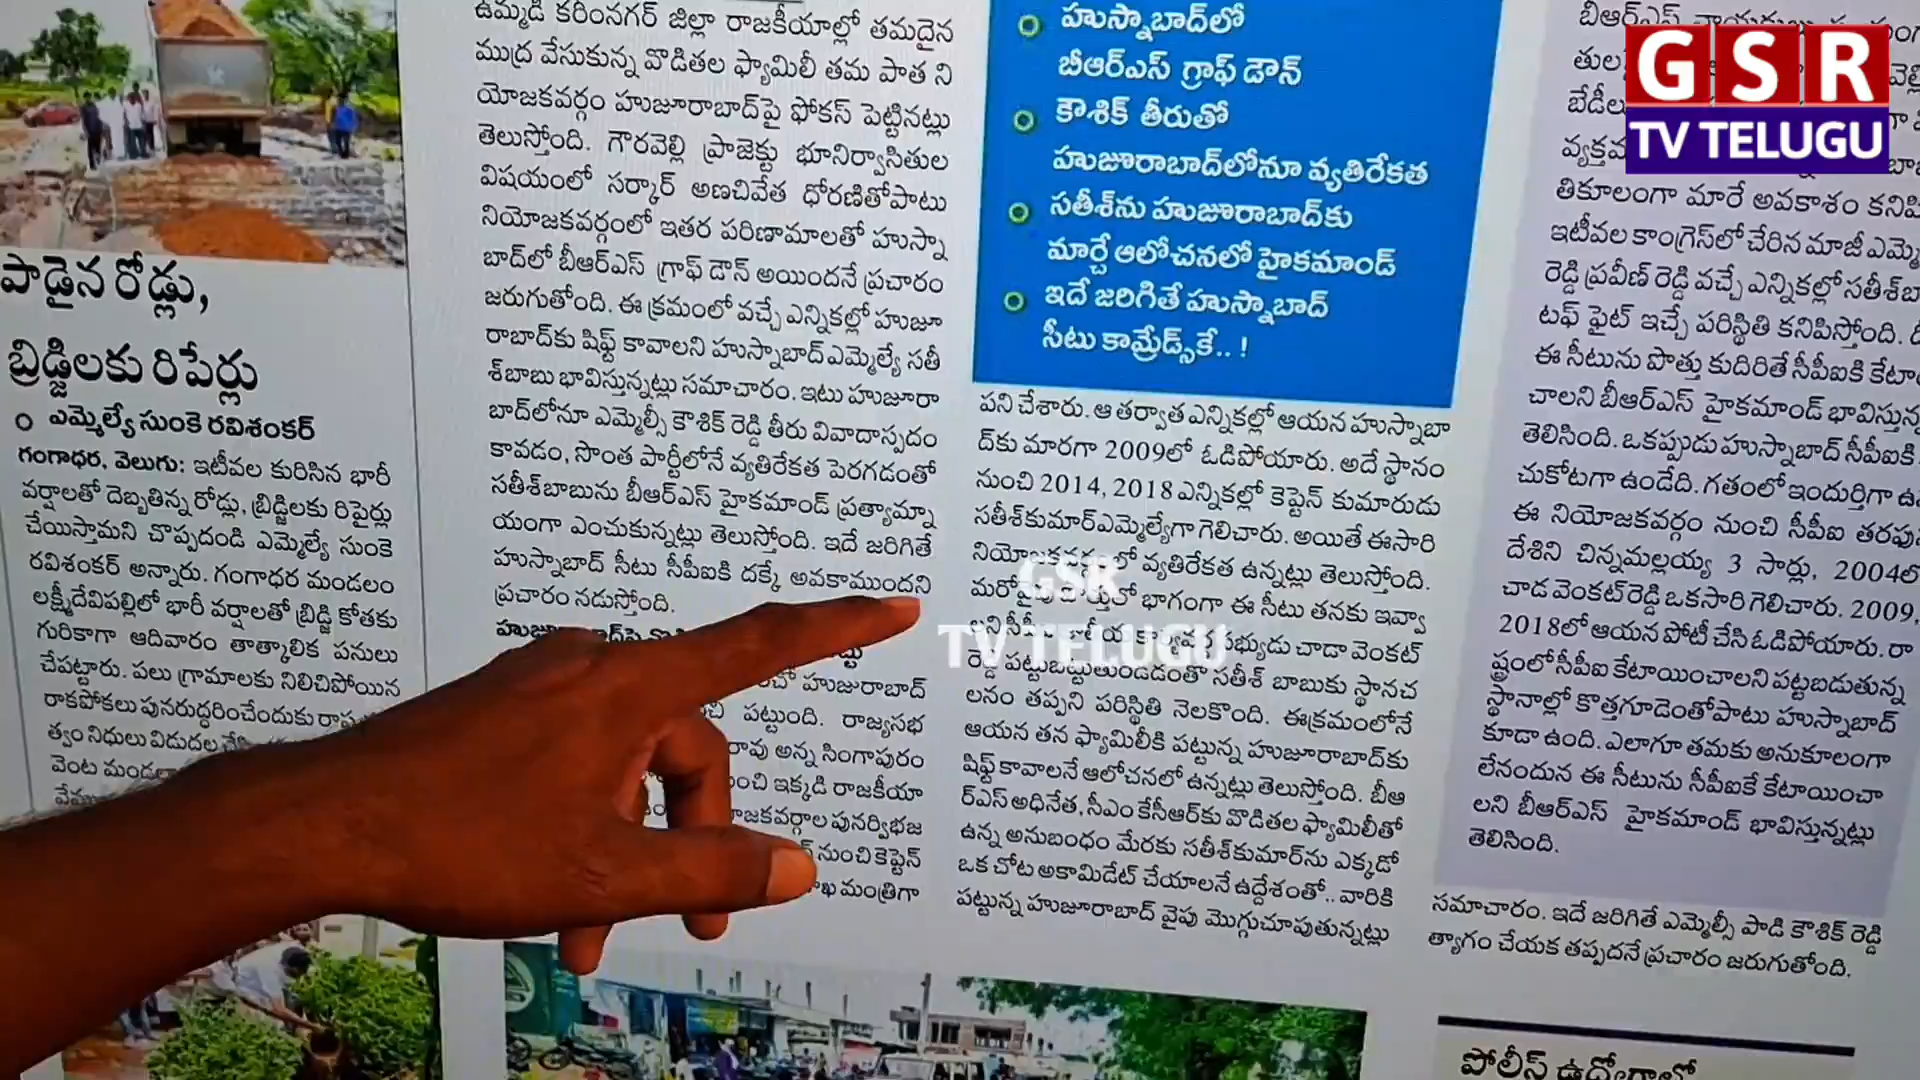 పాడైన రోడ్లు,
బ్రిడ్జిలకు రిపేర్లు
ఎమ్మెల్యే సుంకె రవిశంకర్
గంగాధర, వెలుగు: ఇటీవల కురిసిన భారీ
వర్షాలతో దెబ్బతిన్న రోడ్లు, బ్రిడ్జిలకు రిపైర్లు
చేయిస్తామని చొప్పదండి ఎమ్మెల్యే సుంకె
రవిశంకర్ అన్నారు. గంగాధర మండలం
లక్ష్మీదేవిపల్లిలో భారీ వర్షాలతో బ్రిడ్జి కోతకు
గురికాగా ఆదివారం తాత్కాలిక పనులు
చేపట్టారు. పలు గ్రామాలకు నిలిచిపోయిన
రాకపోకలు పునరుద్ధరించేందుకు
త్వం నిధులు విడుదల
వెంట
ఉమ్మడి కరీంనగర్ జిల్లా రాజకీయాల్లో తమదైన
ముద్ర వేసుకున్న వొడితల ఫ్యామిలీ తమ పాత ని
యోజకవర్గం హుజూరాబాద్‌పై ఫోకస్ పెట్టినట్లు
తెలుస్తోంది. గౌరవెల్లి ప్రాజెక్టు భూనిర్వాసితుల
విషయంలో సర్కార్ అణచివేత ధోరణితోపాటు
నియోజకవర్గంలో ఇతర పరిణామాలతో హుస్నా
బాద్‌లో బీఆర్ఎస్ గ్రాఫ్ డౌన్ అయిందనే ప్రచారం
జరుగుతోంది. ఈ క్రమంలో వచ్చే ఎన్నికల్లో హుజూ
రాబాద్‌కు షిఫ్ట్ కావాలని హుస్నాబాద్ ఎమ్మెల్యే సతీ
శ్‌బాబు భావిస్తున్నట్లు సమాచారం. ఇటు హుజూరా
బాద్‌లోనూ ఎమ్మెల్సీ కౌశిక్ రెడ్డి తీరు వివాదాస్పదం
కావడం, సొంత పార్టీలోనే వ్యతిరేకత పెరగడంతో
సతీశ్‌బాబును బీఆర్ఎస్ హైకమాండ్ ప్రత్యామ్నా
యంగా ఎంచుకున్నట్లు తెలుస్తోంది. ఇదే జరిగితే
హుస్నాబాద్ సీటు సీపీఐకి దక్కే అవకాముందని
ప్రచారం నడుస్తోంది.
హుజురాబాద్
పట్టుంది. రాజ్యసభ
రావు అన్న సింగాపురం
ఇక్కడి రాజకీయా
పునర్విభజ
నుంచి కెప్టెన్
మంత్రిగా
హుస్నాబాద్‌లో
బీఆర్ఎస్ గ్రాఫ్ డౌన్
కౌశిక్ తీరుతో
హుజూరాబాద్‌లోనూ వ్యతిరేకత
సతీశ్‌ను హుజూరాబాద్‌కు
మార్చే ఆలోచనలో హైకమాండ్
ఇదే జరిగితే హుస్నాబాద్
సీటు కామ్రేడ్స్‌కే.. !
పని చేశారు. ఆ తర్వాత ఎన్నికల్లో ఆయన హుస్నాబా
ద్‌కు మారగా 2009లో ఓడిపోయారు. అదే స్థానం
నుంచి 2014, 2018 ఎన్నికల్లో కెప్టెన్ కుమారుడు
సతీశ్‌కుమార్ ఎమ్మెల్యేగా గెలిచారు. అయితే ఈసారి
నియోజకవర్గంలో వ్యతిరేకత ఉన్నట్లు తెలుస్తోంది.
మరోవైపు పొత్తులో భాగంగా ఈ సీటు తనకు ఇవ్వా
లని సీపీఐ జాతీయ కార్యవర్గ సభ్యుడు చాడా వెంకట్
రెడ్డి పట్టుబట్టుతుండడంతో సతీశ్ బాబుకు స్థానచ
లనం తప్పని పరిస్థితి నెలకొంది. ఈక్రమంలోనే
ఆయన తన ఫ్యామిలీకి పట్టున్న హుజూరాబాద్‌కు
షిఫ్ట్ కావాలనే ఆలోచనలో ఉన్నట్లు తెలుస్తోంది. బీఆ
ర్ఎస్ అధినేత, సీఎం కేసీఆర్‌కు వొడితల ఫ్యామిలీతో
ఉన్న అనుబంధం మేరకు సతీశ్‌కుమార్‌ను ఎక్కడో
ఒక చోట అకామిడేట్ చేయాలనే ఉద్దేశంతో.. వారికి
పట్టున్న హుజూరాబాద్ వైపు మొగ్గుచూపుతున్నట్లు
తికూలంగా మారే అవకాశం
ఇటీవల కాంగ్రెస్‌లో చేరిన మాజీ
రెడ్డి ప్రవీణ్ రెడ్డి వచ్చే ఎన్నికల్లో
టఫ్ ఫైట్ ఇచ్చే పరిస్థితి కనిపిస్తోంది.
ఈ సీటును పొత్తు కుదిరితే సీపీఐకి
చాలని బీఆర్ఎస్ హైకమాండ్
తెలిసింది. ఒకప్పుడు హుస్నాబాద్ సీపీఐకి
చుకోటగా ఉండేది. గతంలో ఇందుర్తిగా
ఈ నియోజకవర్గం నుంచి సీపీఐ
దేశిని చిన్నమల్లయ్య 3 సార్లు, 2004లో
చాడ వెంకట్‌రెడ్డి ఒకసారి గెలిచారు. 2009,
2018లో ఆయన పోటీ చేసి ఓడిపోయారు. రా
ష్ట్రంలో సీపీఐ కేటాయించాలని పట్టుబడుతున్న
స్థానాల్లో కొత్తగూడెంతోపాటు హుస్నాబాద్
కూడా ఉంది. ఎలాగూ తమకు అనుకూలంగా
లేనందున ఈ సీటును సీపీఐకే కేటాయించా
లని బీఆర్ఎస్ హైకమాండ్ భావిస్తున్నట్లు
తెలిసింది.
సమాచారం. ఇదే జరిగితే ఎమ్మెల్సీ పాడి కౌశిక్ రెడ్డి
త్యాగం చేయక తప్పదనే ప్రచారం జరుగుతోంది.
GSR
TV TELUGU
GSR
TV TELUGU